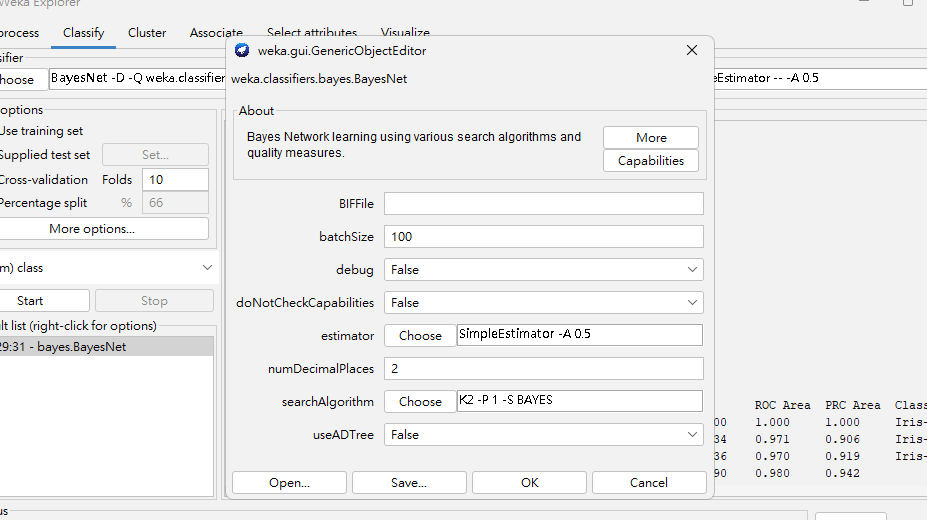 Weka Explorer
process Classify Cluster Associate Select attributes Visualize
weka.gui.GenericObjectEditor
BayesNet -D -Q weka.classifier
eEstimator -- -A 0.5
weka.classifiers.bayes.BayesNet
options
Use training set
Supplied test set Set...
Cross-validation Folds 10
Percentage split % 66
More options...
m) class
Start Stop
lt list (right-click for options)
29:31 - bayes.BayesNet
About
Bayes Network learning using various search algorithms and
quality measures.
More
Capabilities
BIFFile
batchSize 100
debug False
doNotCheckCapabilities False
estimator Choose SimpleEstimator -A 0.5
numDecimalPlaces 2
searchAlgorithm Choose K2 -P 1 -S BAYES
useADTree False
Open... Save... OK Cancel
ROC Area PRC Area Class
00 1.000 1.000 Iris-
34 0.971 0.906 Iris-
36 0.970 0.919 Iris-
90 0.980 0.942